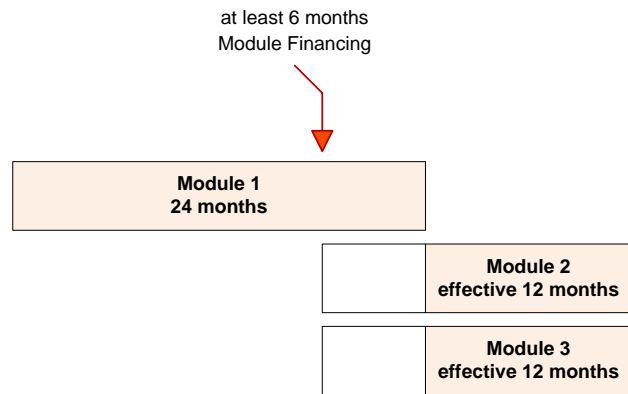 at least 6 months
Module Financing
Module 1
24 months
Module 2
effective 12 months
Module 3
effective 12 months